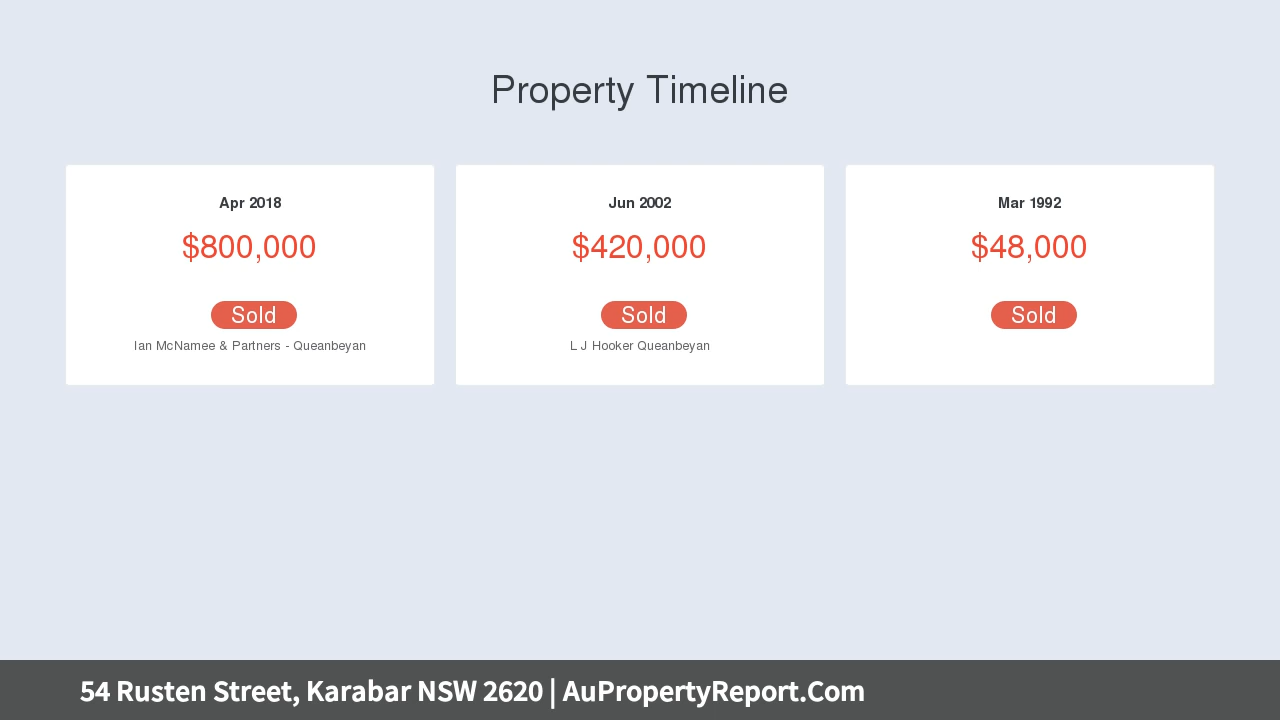 Property Timeline
Apr 2018
$800,000
Sold
Ian McNamee & Partners - Queanbeyan
Jun 2002
$420,000
Sold
L J Hooker Queanbeyan
Mar 1992
$48,000
Sold
54 Rusten Street, Karabar NSW 2620 | AuPropertyReport.Com